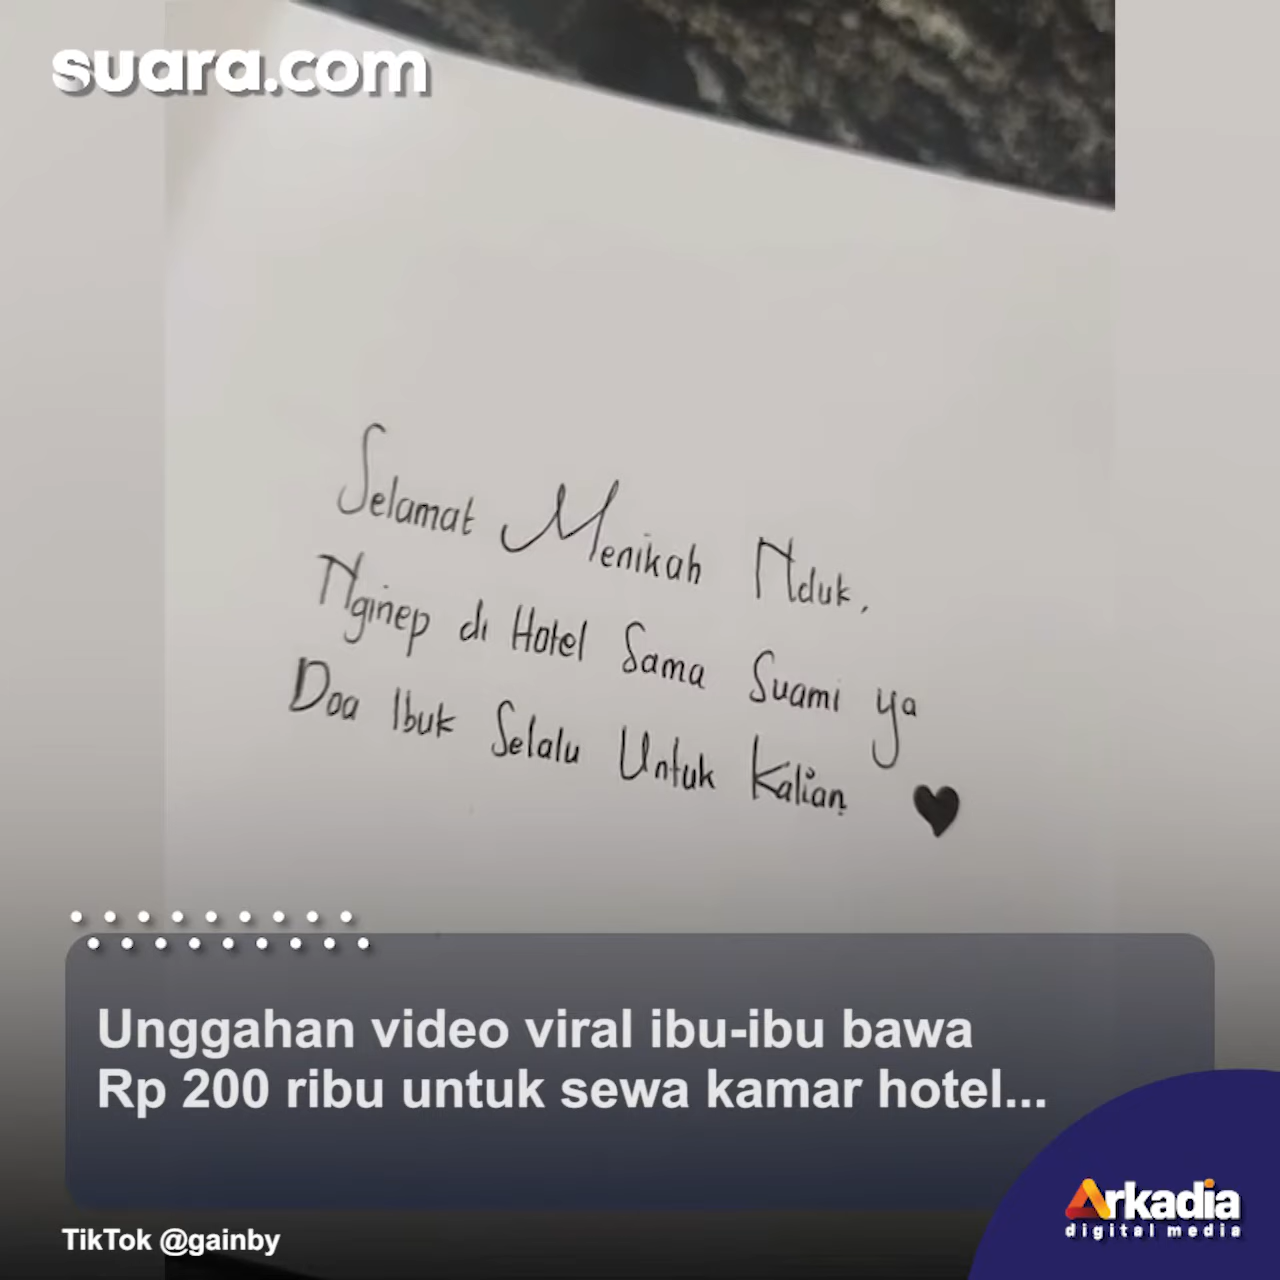 suara.com
Selamat Menikah Nduk,
Nginep di Hotel Sama Suami ya
Doa Ibuk Selalu Untuk Kalian
Unggahan video viral ibu-ibu bawa
Rp 200 ribu untuk sewa kamar hotel...
Arkadia
digital media
TikTok @gainby